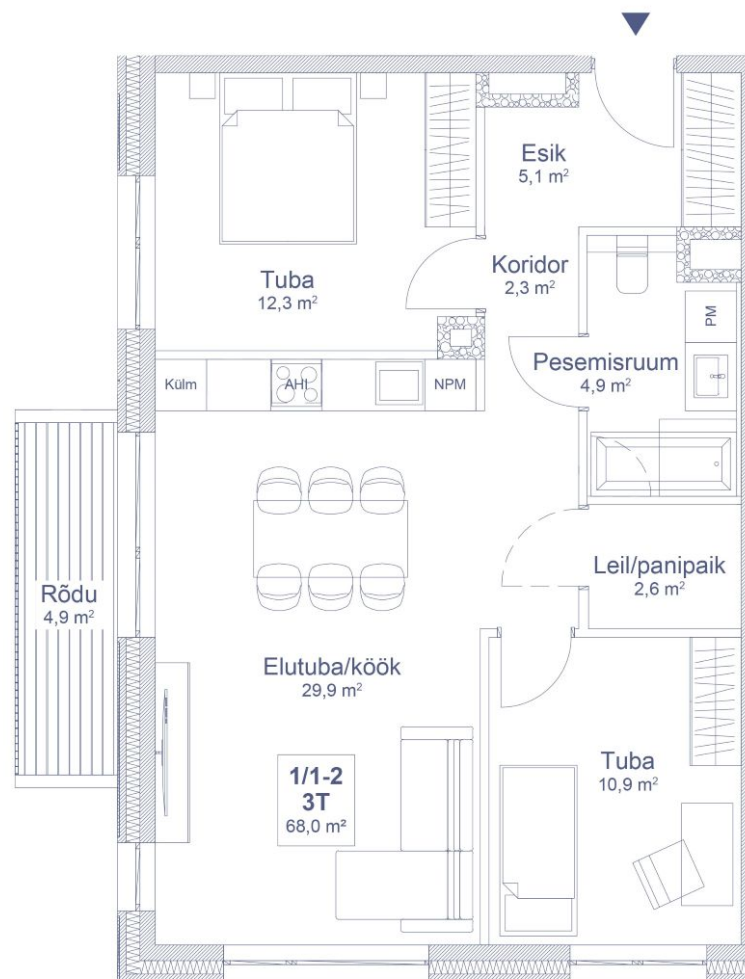 Esik
5,1 m²
Koridor
2,3 m²
Tuba
12,3 m²
PM
Pesemisruum
4,9 m²
Külm
AHI
NPM
Leil/panipaik
2,6 m²
Rõdu
4,9 m²
Elutuba/köök
29,9 m²
Tuba
10,9 m²
1/1-2
3T
68,0 m²